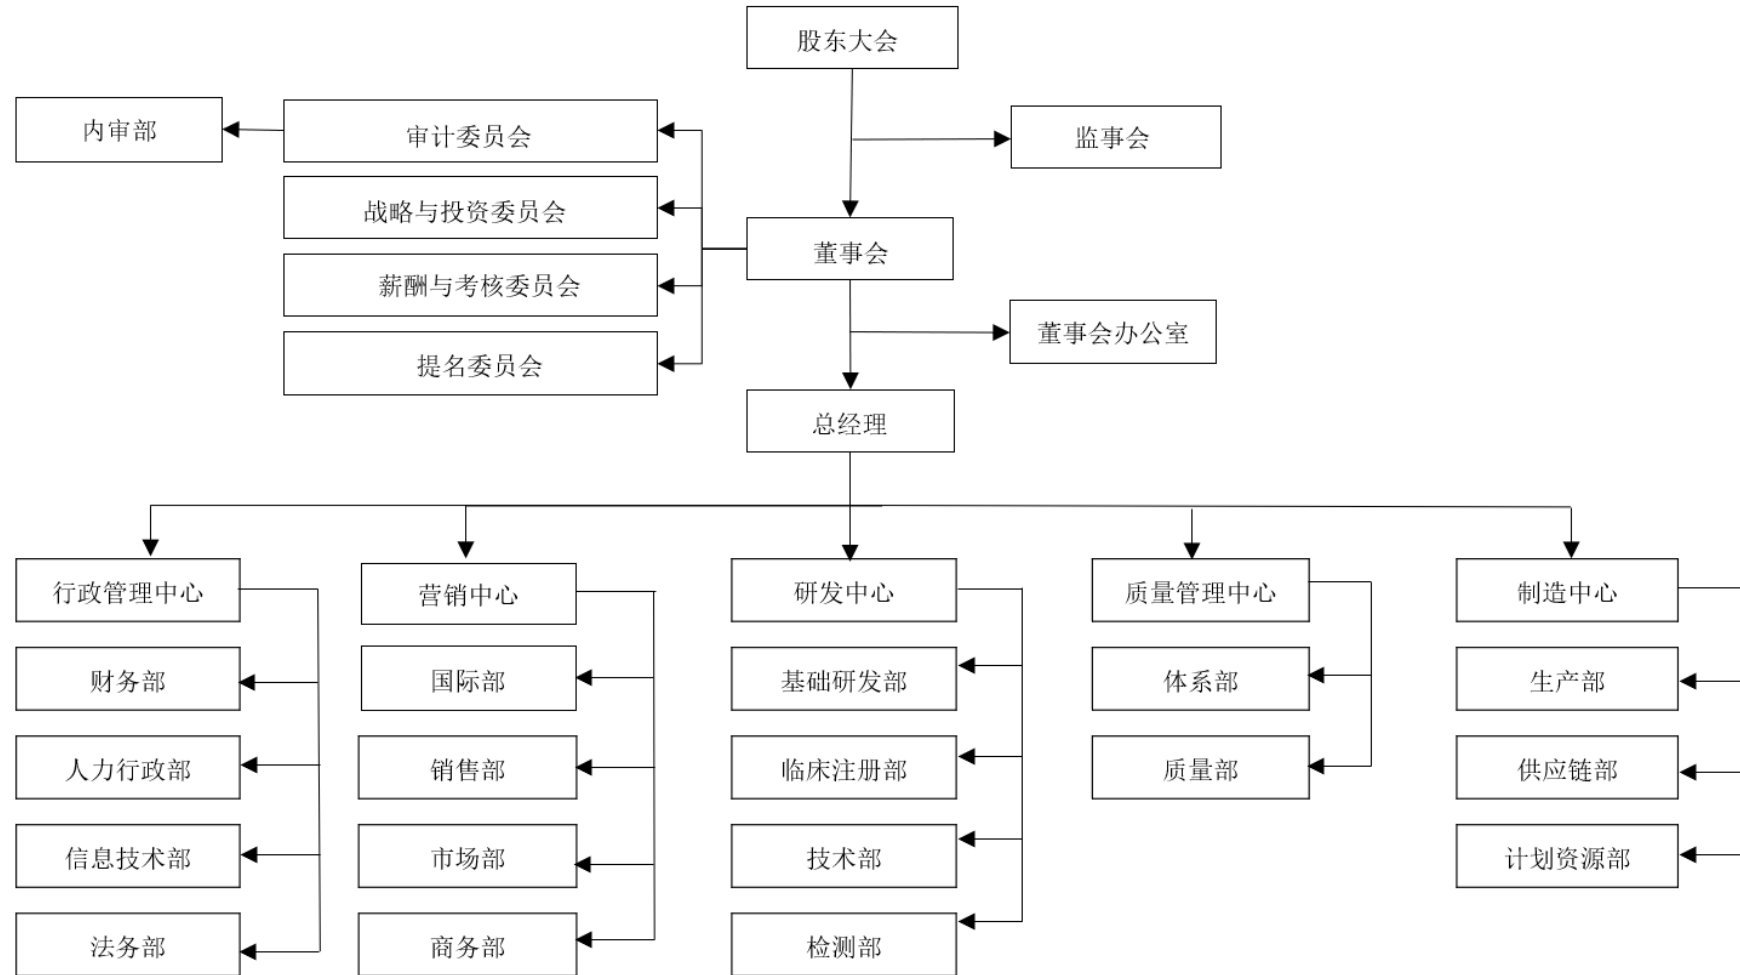 股东大会
内审部
审计委员会
监事会
战略与投资委员会
董事会
薪酬与考核委员会
董事会办公室
提名委员会
总经理
行政管理中心
营销中心
研发中心
质量管理中心
制造中心
财务部
国际部
基础研发部
体系部
生产部
人力行政部
销售部
临床注册部
质量部
供应链部
信息技术部
市场部
技术部
计划资源部
法务部
商务部
检测部